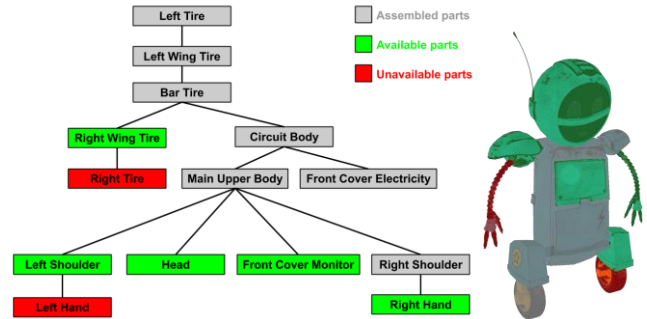 Left Tire
Assembled parts
Available parts
Left Wing Tire
Unavailable parts
Bar Tire
Right Wing Tire
Circuit Body
Right Tire
Main Upper Body
Front Cover Electricity
Left Shoulder
Head
Front Cover Monitor
Right Shoulder
Left Hand
Right Hand